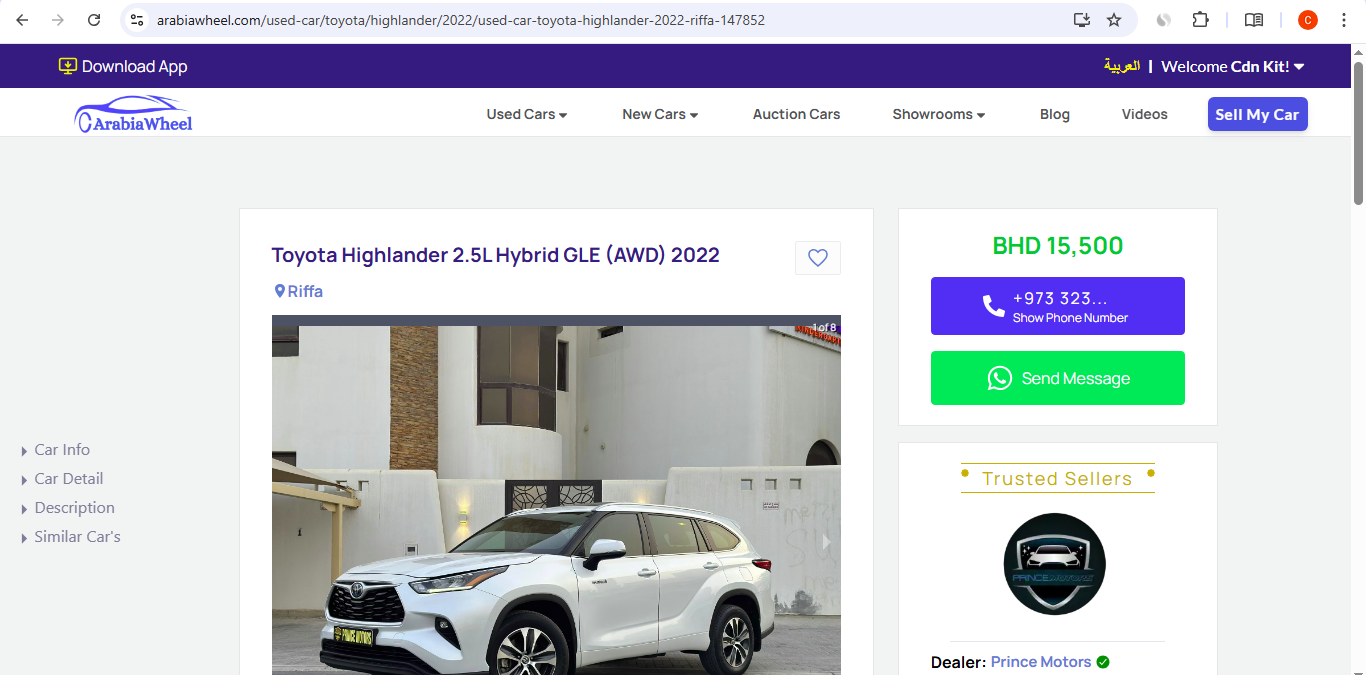 arabiawheel.com/used-car/toyota/highlander/2022/used-car-toyota-highlander-2022-riffa-147852
C
Download App
العربية | Welcome Cdn Kit!
ArabiaWheel
Used Cars
New Cars
Auction Cars
Showrooms
Blog
Videos
Sell My Car
Toyota Highlander 2.5L Hybrid GLE (AWD) 2022
Riffa
1 of 8
PRINCE MOTORS
BHD 15,500
+973 323...
Show Phone Number
Send Message
Trusted Sellers
PRINCE MOTORS
Dealer: Prince Motors
Car Info
Car Detail
Description
Similar Car's